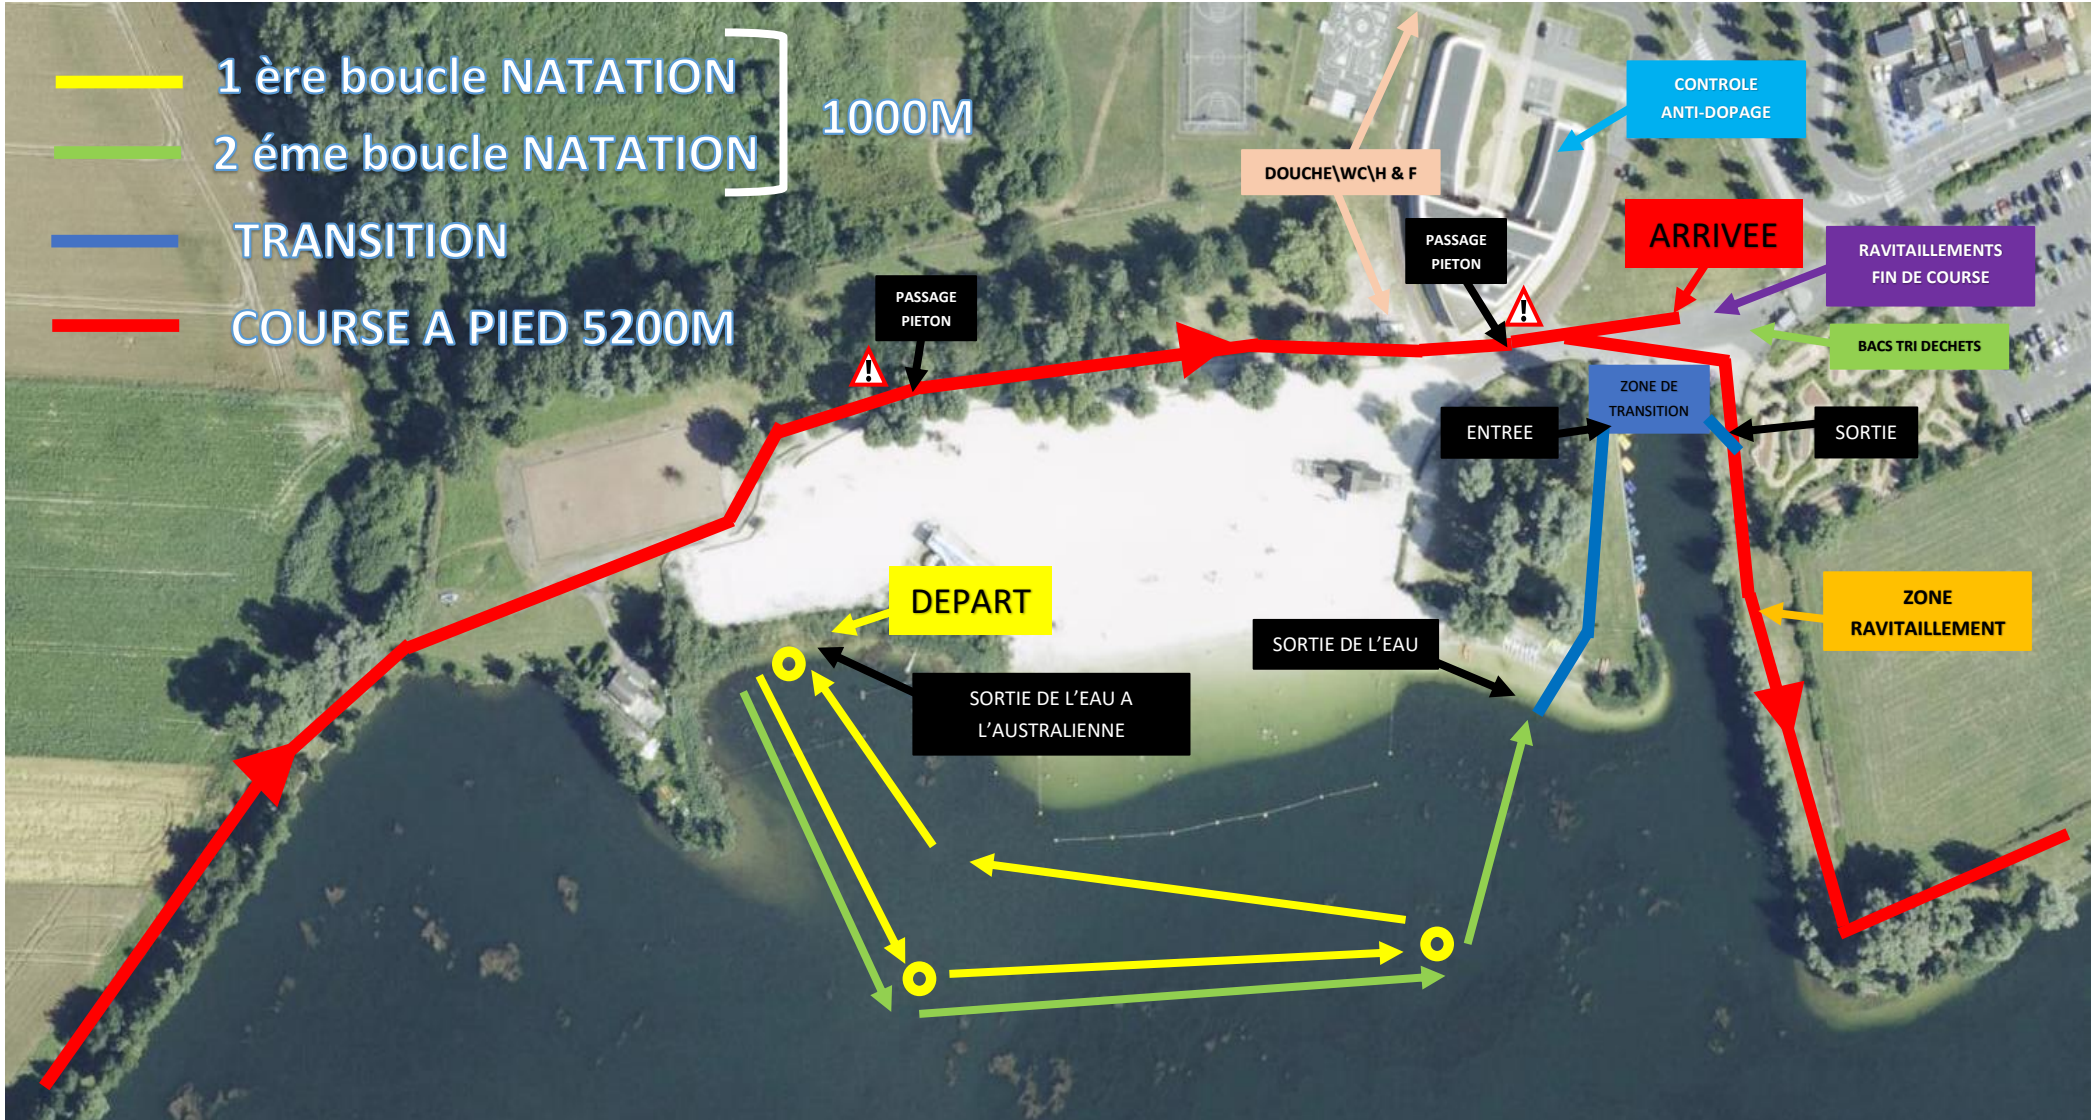 1 ère boucle NATATION
2 éme boucle NATATION
1000M
TRANSITION
COURSE A PIED 5200M
CONTROLE
ANTI-DOPAGE
DOUCHE\WC\H & F
PASSAGE
PIETON
ARRIVEE
RAVITAILLEMENTS
FIN DE COURSE
PASSAGE
PIETON
BACS TRI DECHETS
ZONE DE
TRANSITION
ENTREE
SORTIE
DEPART
ZONE
RAVITAILLEMENT
SORTIE DE L’EAU
SORTIE DE L’EAU A
L’AUSTRALIENNE